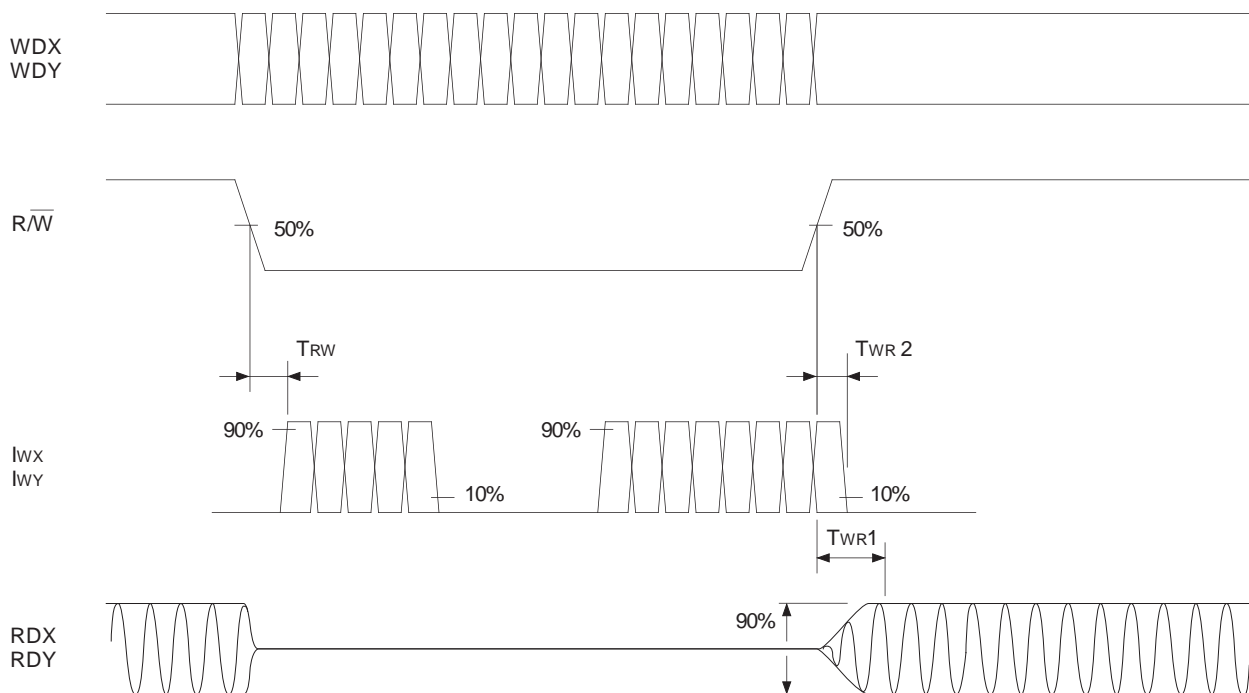 WDX
WDY
R/W̅
50%
50%
TRW
TWR 2
IWX
IWY
90%
10%
90%
10%
TWR1
RDX
RDY
90%